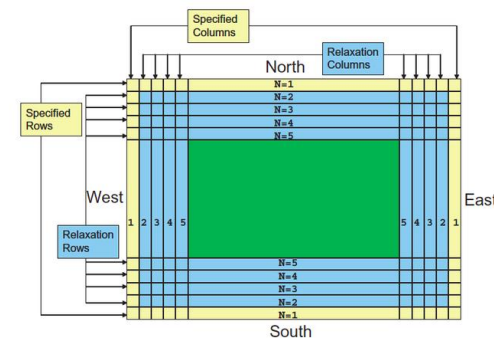 Specified
Columns
North
Relaxation
Columns
N=1
N=2
N=3
N=4
N=5
Specified
Rows
West
East
1 2 3 4 5
5 4 3 2 1
Relaxation
Rows
N=5
N=4
N=3
N=2
N=1
South